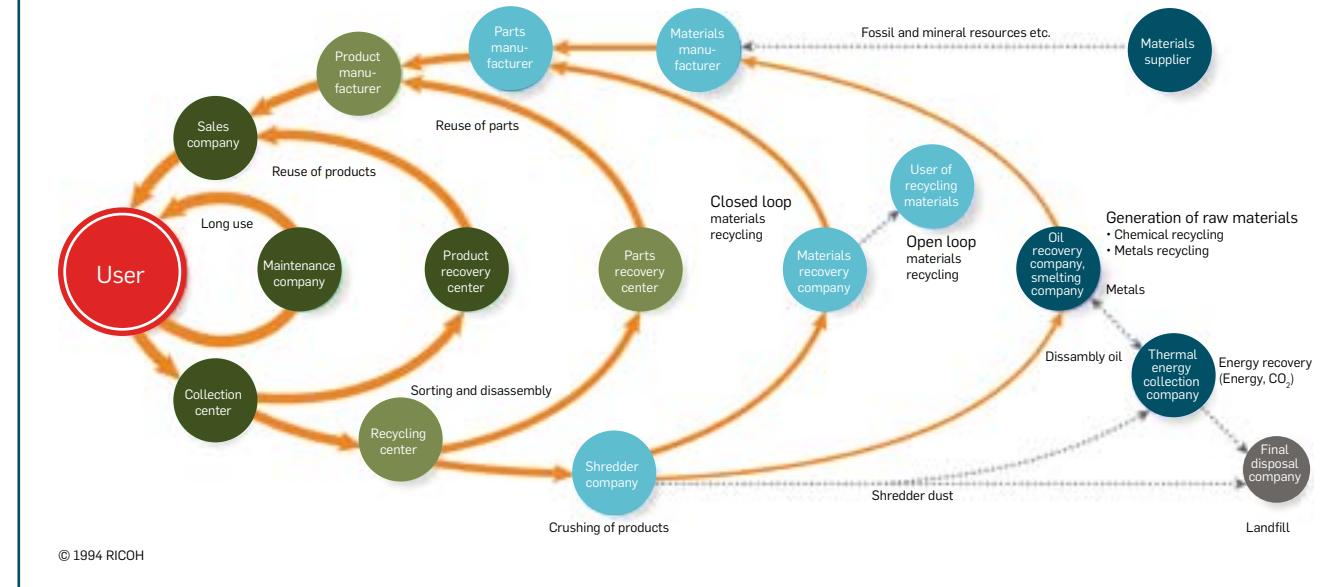 Parts
manu-
facturer
Materials
manu-
facturer
Fossil and mineral resources etc.
Materials
supplier
Product
manu-
facturer
Sales
company
Reuse of parts
Reuse of products
User of
recycling
materials
Closed loop
materials
recycling
Long use
Generation of raw materials
• Chemical recycling
• Metals recycling
Open loop
materials
recycling
User
Maintenance
company
Product
recovery
center
Parts
recovery
center
Materials
recovery
company
Oil
recovery
company,
smelting
company
Metals
Dissambly oil
Thermal
energy
collection
company
Energy recovery
(Energy, CO₂)
Collection
center
Sorting and disassembly
Recycling
center
Shredder
company
Final
disposal
company
Shredder dust
Crushing of products
Landfill
© 1994 RICOH